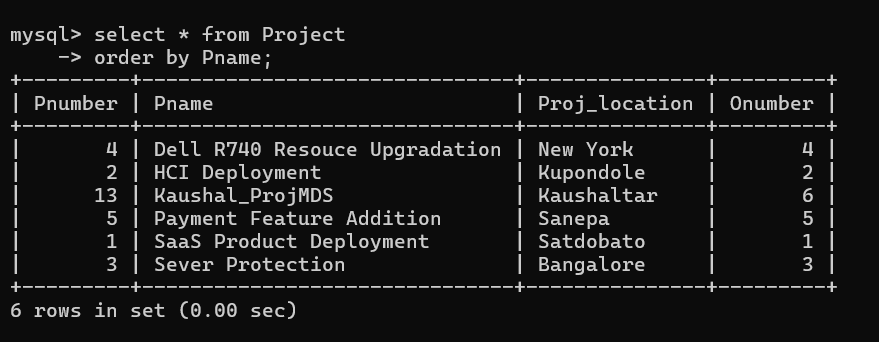 mysql> select * from Project
    -> order by Pname;
+---------+-------------------------------+---------------+---------+
| Pnumber | Pname                         | Proj_location | Onumber |
+---------+-------------------------------+---------------+---------+
|       4 | Dell R740 Resouce Upgradation | New York      |       4 |
|       2 | HCI Deployment                | Kupondole     |       2 |
|      13 | Kaushal_ProjMDS               | Kaushaltar    |       6 |
|       5 | Payment Feature Addition      | Sanepa        |       5 |
|       1 | SaaS Product Deployment       | Satdobato     |       1 |
|       3 | Sever Protection              | Bangalore     |       3 |
+---------+-------------------------------+---------------+---------+
6 rows in set (0.00 sec)